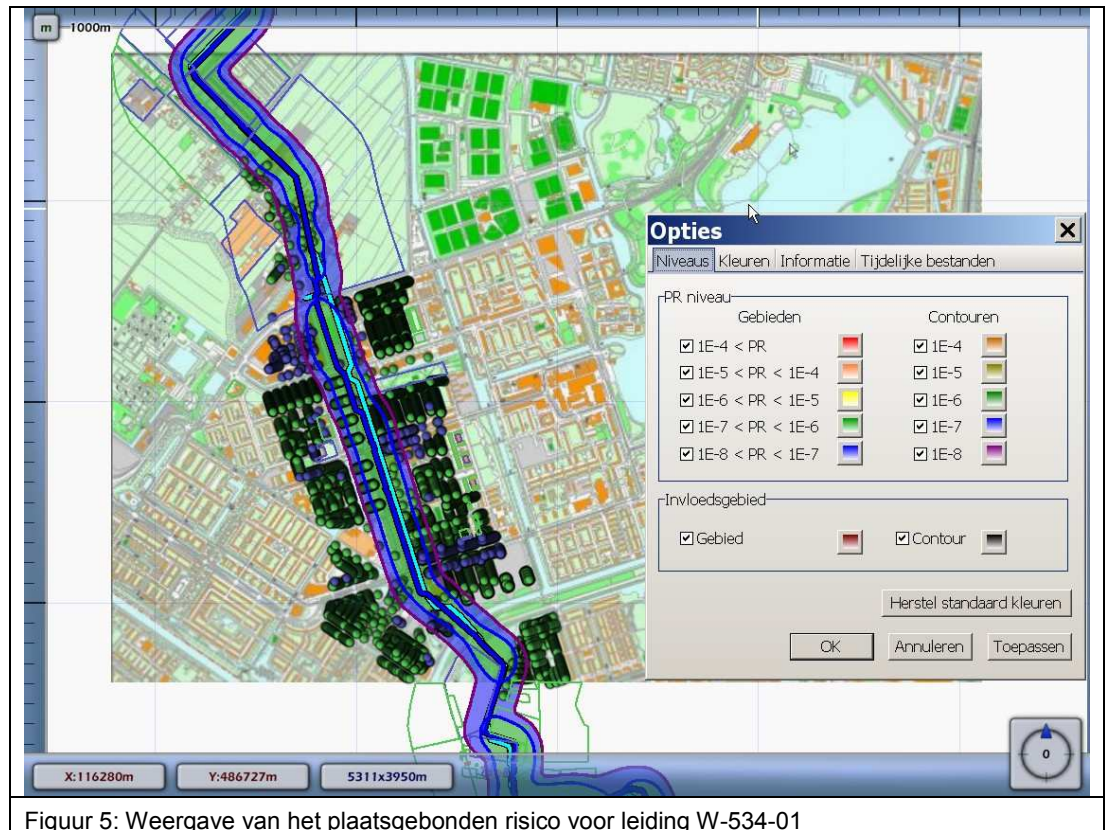 m
1000m
Opties
Niveaus Kleuren Informatie Tijdelijke bestanden
PR niveau
Gebieden Contouren
1E-4 < PR 1E-4
1E-5 < PR < 1E-4 1E-5
1E-6 < PR < 1E-5 1E-6
1E-7 < PR < 1E-6 1E-7
1E-8 < PR < 1E-7 1E-8
Invloedsgebied
Gebied Contour
Herstel standaard kleuren
OK Annuleren Toepassen
0
X:116280m Y:486727m 5311x3950m
Figuur 5: Weergave van het plaatsgebonden risico voor leiding W-534-01